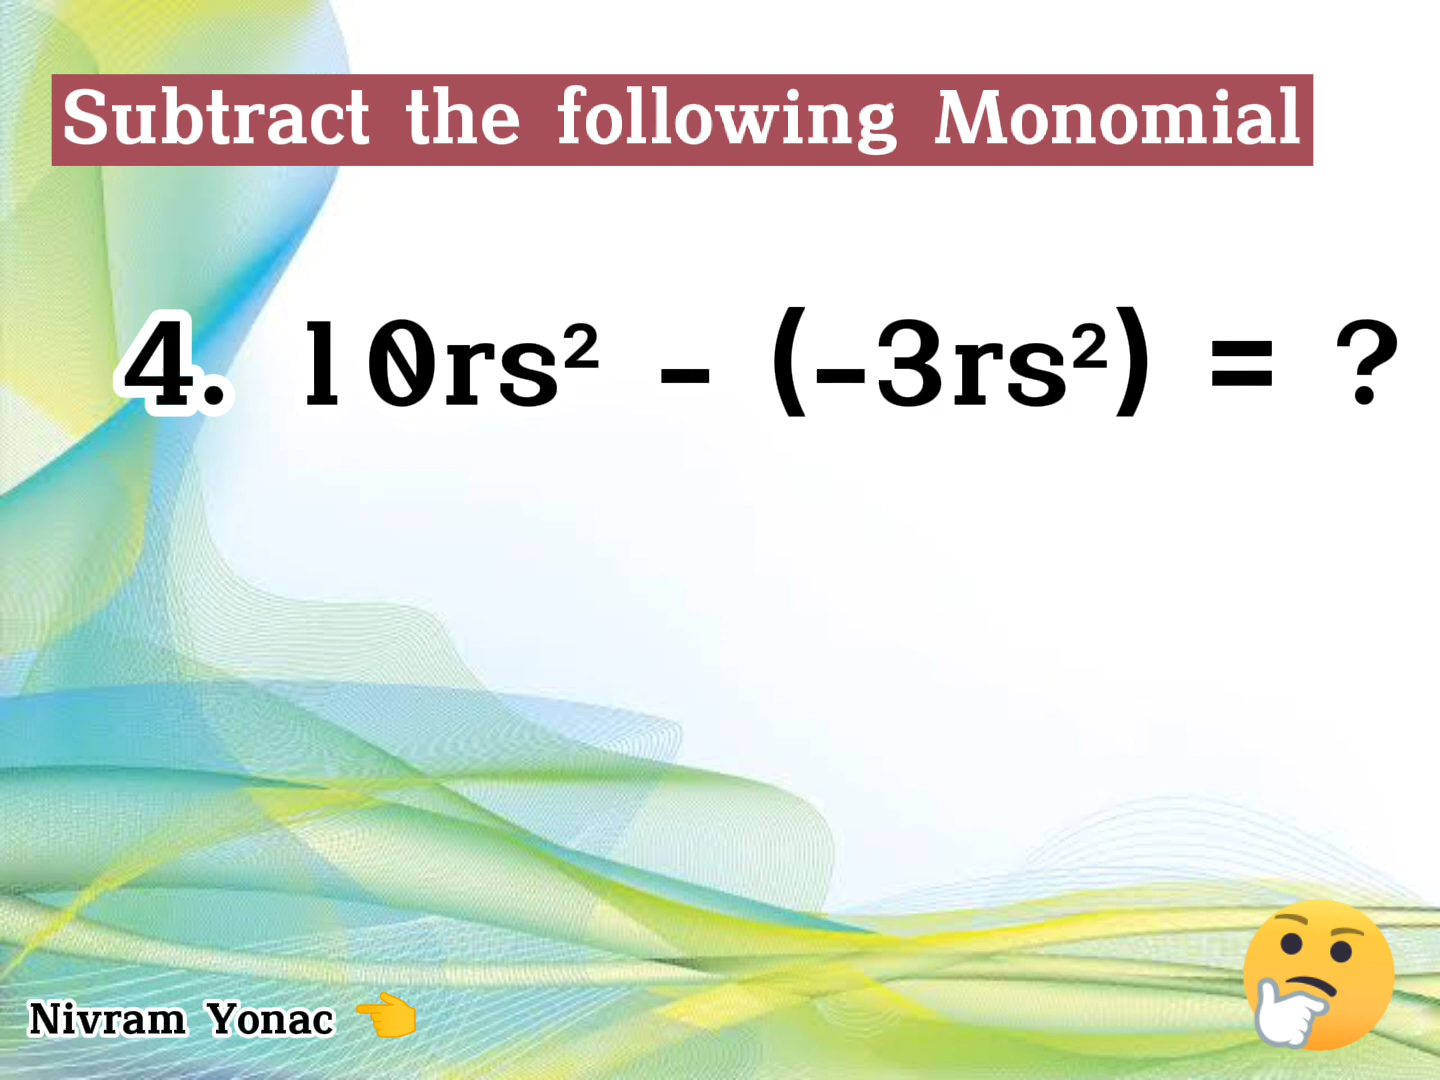 Subtract the following Monomial
4. 10rs² - (-3rs²) = ?
Nivram Yonac